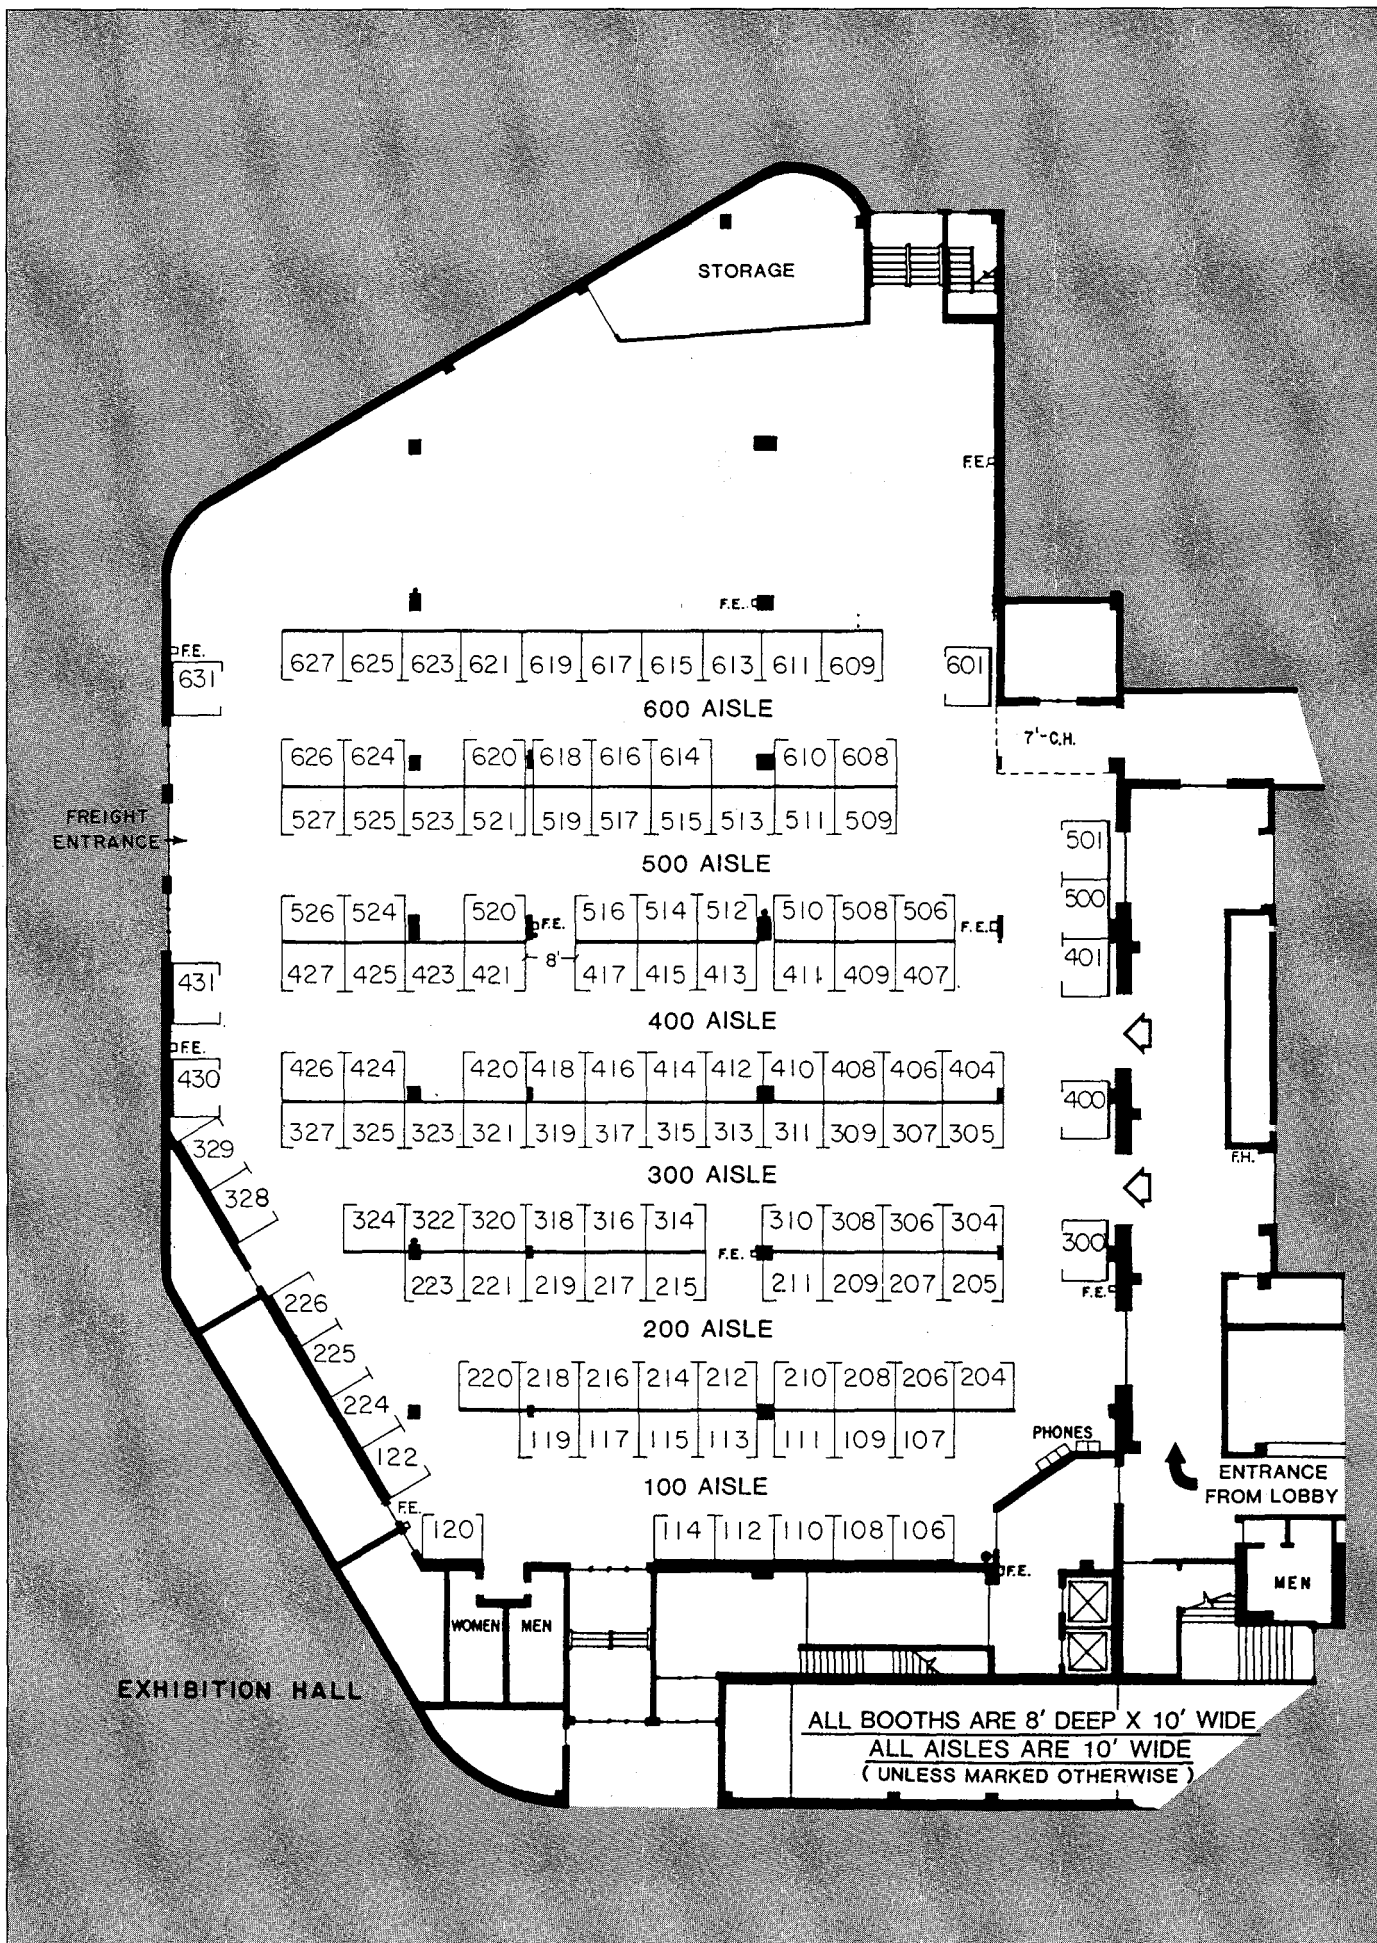 STORAGE
F.E.
F.E.
F.E.
627 625 623 621 619 617 615 613 611 609
601
631
600 AISLE
7'-C.H.
626 624 620 618 616 614 610 608
FREIGHT
ENTRANCE
527 525 523 521 519 517 515 513 511 509
501
500 AISLE
500
526 524 520 F.E. 516 514 512 510 508 506 F.E.
8'
401
427 425 423 421 417 415 413 411 409 407
431
400 AISLE
F.E.
430
426 424 420 418 416 414 412 410 408 406 404
400
327 325 323 321 319 317 315 313 311 309 307 305
329
F.H.
300 AISLE
328
324 322 320 318 316 314 310 308 306 304
300
F.E.
223 221 219 217 215 211 209 207 205
F.E.
226
200 AISLE
225
220 218 216 214 212 210 208 206 204
224
119 117 115 113 111 109 107
PHONES
122
100 AISLE
ENTRANCE
FROM LOBBY
F.E.
120 114 112 110 108 106
F.E.
MEN
WOMEN MEN
EXHIBITION HALL
ALL BOOTHS ARE 8' DEEP X 10' WIDE
ALL AISLES ARE 10' WIDE
( UNLESS MARKED OTHERWISE )